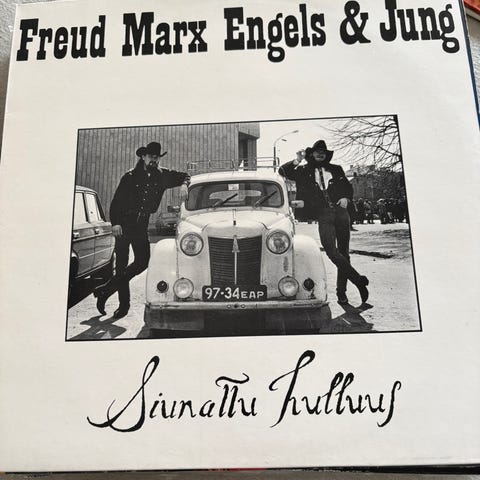 Freud Marx Engels & Jung
97-34 EAP
Siunattu hulluus